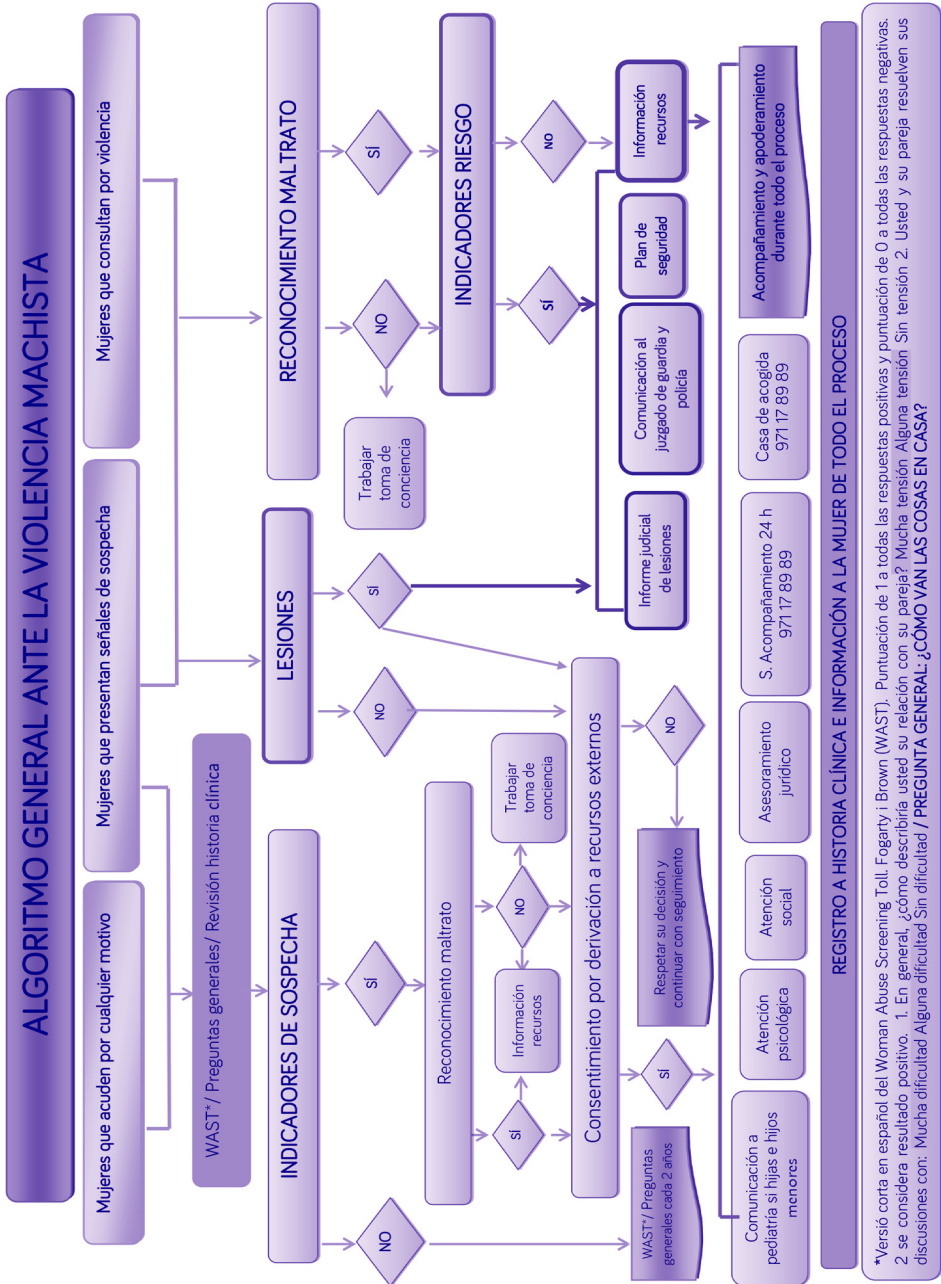 ALGORITMO GENERAL ANTE LA VIOLENCIA MACHISTA
Mujeres que acuden por cualquier motivo
Mujeres que presentan señales de sospecha
Mujeres que consultan por violencia
WAST*/ Preguntas generales/ Revisión historia clínica
INDICADORES DE SOSPECHA
LESIONES
RECONOCIMIENTO MALTRATO
NO
SÍ
NO
SÍ
NO
SÍ
Trabajar
toma de
conciencia
Reconocimiento maltrato
INDICADORES RIESGO
SÍ
NO
Información
recursos
Trabajar
toma de
conciencia
SÍ
NO
Consentimiento por derivación a recursos externos
Informe judicial
de lesiones
Comunicación al
juzgado de guardia y
policía
Plan de
seguridad
Información
recursos
WAST*/ Preguntas
generales cada 2 años
SÍ
Respetar su decisión y
continuar con seguimiento
NO
Comunicación a
pediatría si hijas e hijos
menores
Atención
psicológica
Atención
social
Asesoramiento
jurídico
S. Acompañamiento 24 h
971 17 89 89
Casa de acogida
971 17 89 89
Acompañamiento y apoderamiento
durante todo el proceso
REGISTRO A HISTORIA CLÍNICA E INFORMACIÓN A LA MUJER DE TODO EL PROCESO
*Versió corta en español del Woman Abuse Screening Toll. Fogarty i Brown (WAST). Puntuación de 1 a todas las respuestas positivas y puntuación de 0 a todas las respuestas negativas.
2 se considera resultado positivo. 1. En general, ¿cómo describiría usted su relación con su pareja? Mucha tensión Alguna tensión Sin tensión 2. Usted y su pareja resuelven sus
discusiones con: Mucha dificultad Alguna dificultad Sin dificultad / PREGUNTA GENERAL: ¿CÓMO VAN LAS COSAS EN CASA?